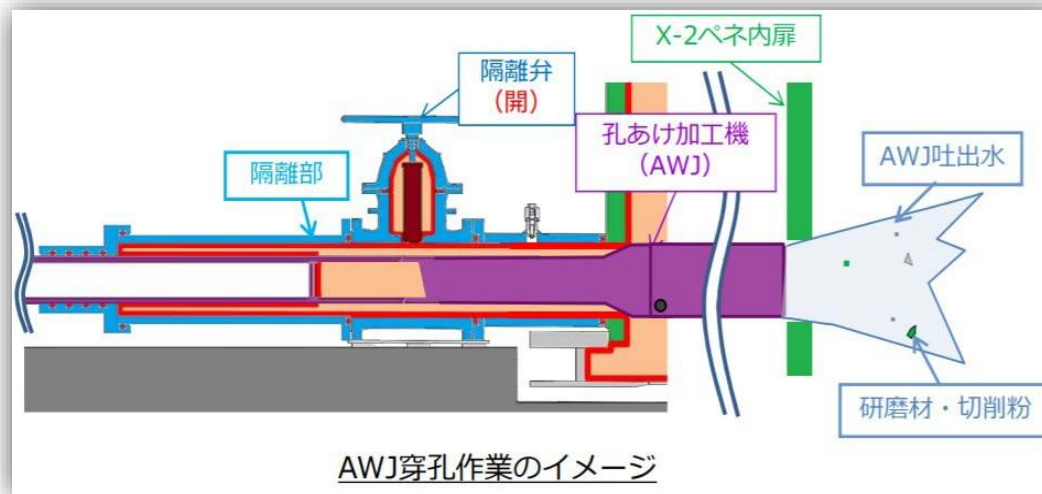 X-2ペネ内扉
隔離弁
（開）
孔あけ加工機
（AWJ）
AWJ吐出水
隔離部
研磨材・切削粉
AWJ穿孔作業のイメージ